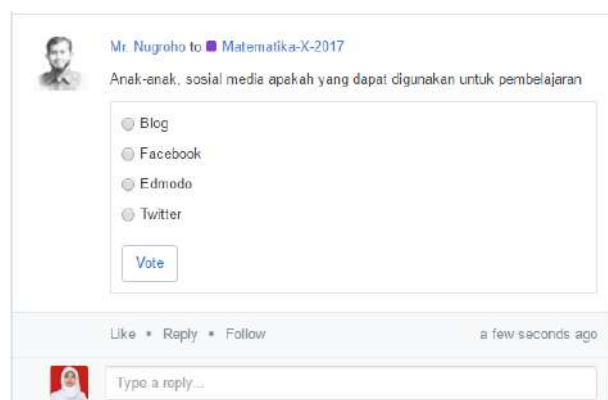 Mr. Nugroho to Matematika-X-2017
Anak-anak, sosial media apakah yang dapat digunakan untuk pembelajaran
Blog
Facebook
Edmodo
Twitter
Vote
Like • Reply • Follow a few seconds ago
Type a reply...